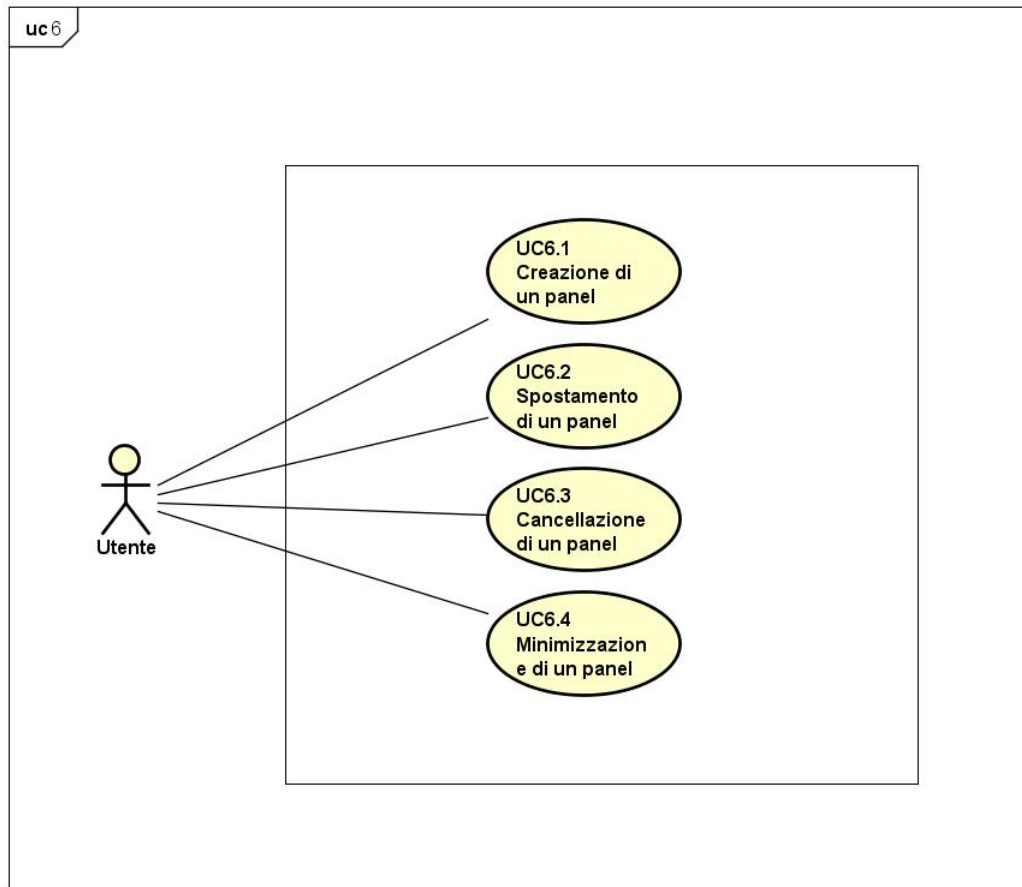 uc 6
UC6.1
Creazione di
un panel
UC6.2
Spostamento
di un panel
UC6.3
Cancellazione
di un panel
UC6.4
Minimizzazion
e di un panel
Utente